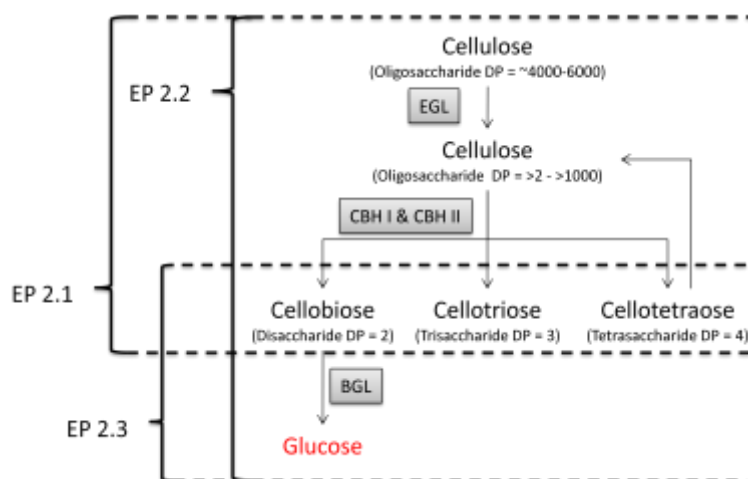 Cellulose
(Oligosaccharide DP = ~4000-6000)
EP 2.2
EGL
Cellulose
(Oligosaccharide DP = >2 - >1000)
CBH I & CBH II
EP 2.1
Cellobiose
(Disaccharide DP = 2)
Cellotriose
(Trisaccharide DP = 3)
Cellotetraose
(Tetrasaccharide DP = 4)
BGL
EP 2.3
Glucose